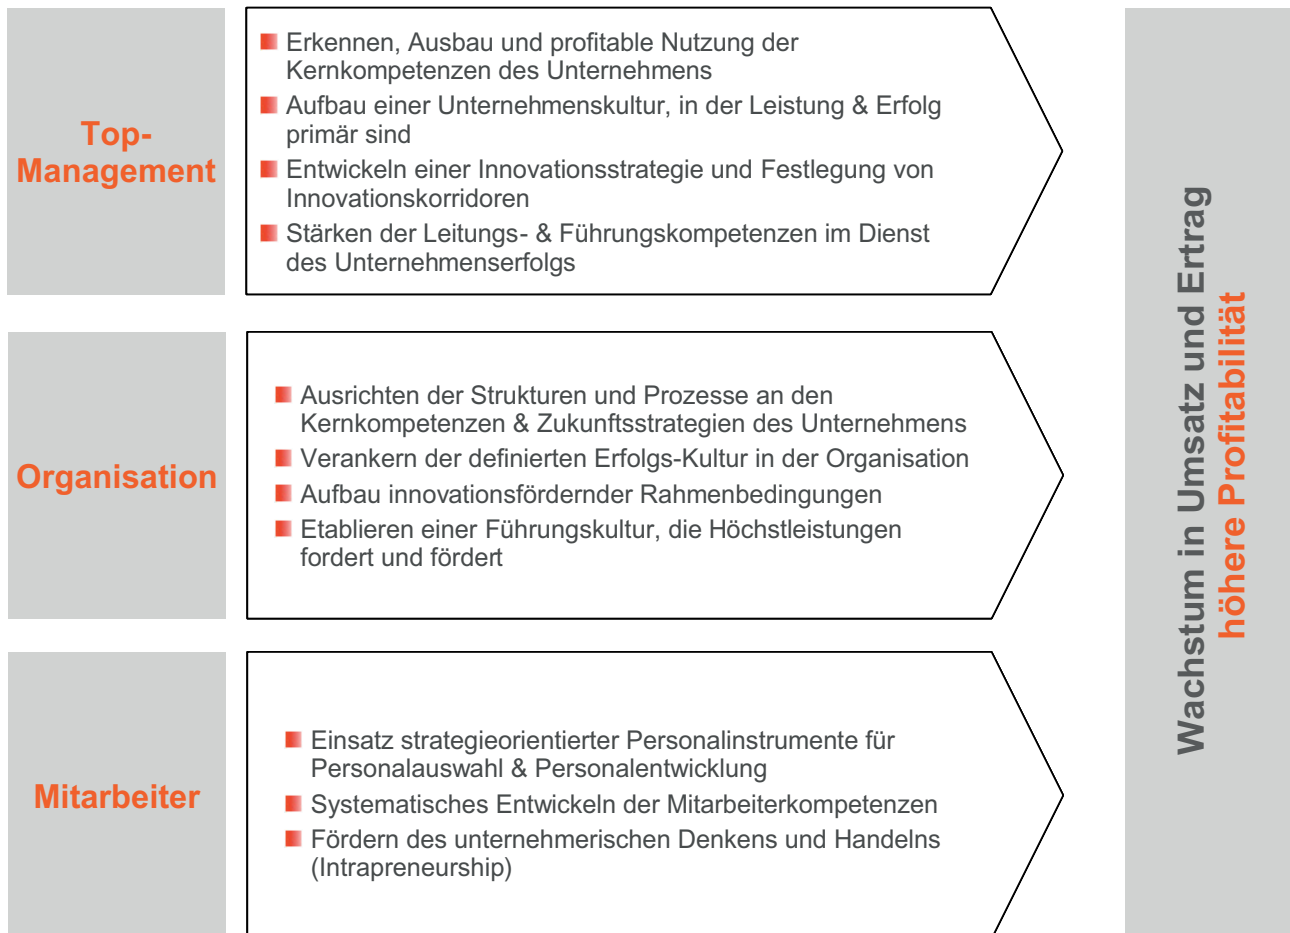 Top-
Management
Erkennen, Ausbau und profitable Nutzung der
Kernkompetenzen des Unternehmens
Aufbau einer Unternehmenskultur, in der Leistung & Erfolg
primär sind
Entwickeln einer Innovationsstrategie und Festlegung von
Innovationskorridoren
Stärken der Leitungs- & Führungskompetenzen im Dienst
des Unternehmenserfolgs
Organisation
Ausrichten der Strukturen und Prozesse an den
Kernkompetenzen & Zukunftsstrategien des Unternehmens
Verankern der definierten Erfolgs-Kultur in der Organisation
Aufbau innovationsfördernder Rahmenbedingungen
Etablieren einer Führungskultur, die Höchstleistungen
fordert und fördert
Mitarbeiter
Einsatz strategieorientierter Personalinstrumente für
Personalauswahl & Personalentwicklung
Systematisches Entwickeln der Mitarbeiterkompetenzen
Fördern des unternehmerischen Denkens und Handelns
(Intrapreneurship)
Wachstum in Umsatz und Ertrag
höhere Profitabilität